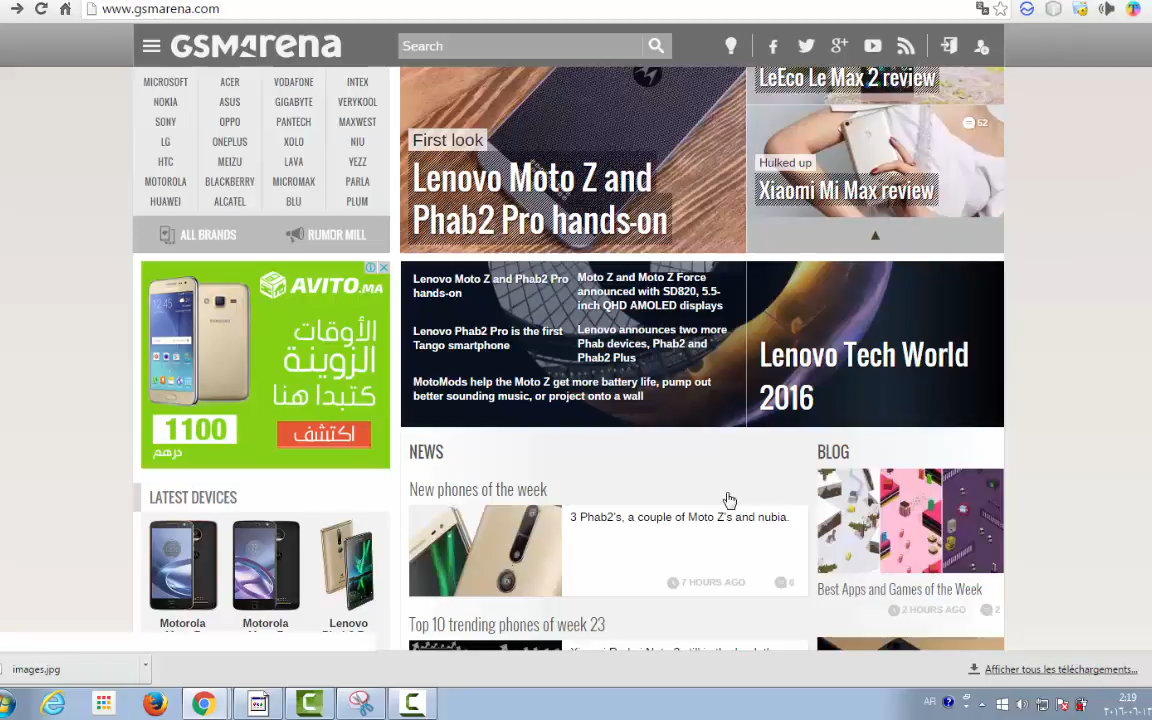 www.gsmarena.com
GSMArena
Search
MICROSOFT ACER VODAFONE INTEX
NOKIA ASUS GIGABYTE VERYKOOL
SONY OPPO PANTECH MAXWEST
LG ONEPLUS XOLO NIU
HTC MEIZU LAVA YEZZ
MOTOROLA BLACKBERRY MICROMAX PARLA
HUAWEI ALCATEL BLU PLUM
ALL BRANDS RUMOR MILL
First look
Lenovo Moto Z and
Phab2 Pro hands-on
LeEco Le Max 2 review
52
Hulked up
Xiaomi Mi Max review
AVITO.MA
الأوقات
الزوينة
كتبدا هنا
1100
درهم
اكتشف
Lenovo Moto Z and Phab2 Pro
hands-on
Moto Z and Moto Z Force
announced with SD820, 5.5-
inch QHD AMOLED displays
Lenovo Phab2 Pro is the first
Tango smartphone
Lenovo announces two more
Phab devices, Phab2 and
Phab2 Plus
MotoMods help the Moto Z get more battery life, pump out
better sounding music, or project onto a wall
Lenovo Tech World
2016
LATEST DEVICES
Motorola
Motorola
Lenovo
NEWS
New phones of the week
3 Phab2's, a couple of Moto Z's and nubia.
7 HOURS AGO 6
Top 10 trending phones of week 23
BLOG
Best Apps and Games of the Week
2 HOURS AGO 2
images.jpg
Afficher tous les téléchargements...
AR
2:19